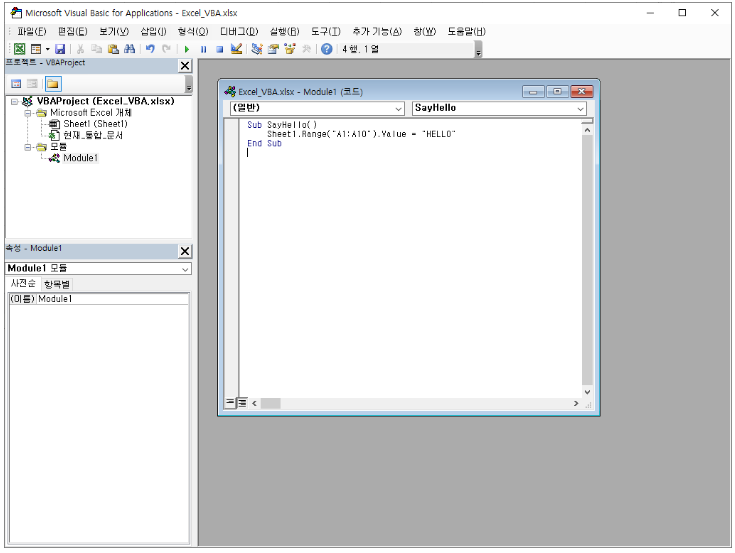 Microsoft Visual Basic for Applications - Excel_VBA.xlsx
파일(F) 편집(E) 보기(V) 삽입(I) 형식(O) 디버그(D) 실행(R) 도구(T) 추가 기능(A) 창(W) 도움말(H)
4 행, 1 열
프로젝트 - VBAProject
VBAProject (Excel_VBA.xlsx)
Microsoft Excel 개체
Sheet1 (Sheet1)
현재_통합_문서
모듈
Module1
속성 - Module1
Module1 모듈
사전순 항목별
(이름) Module1
Excel_VBA.xlsx - Module1 (코드)
(일반) SayHello
Sub SayHello()
Sheet1.Range("A1:A10").Value = "HELLO"
End Sub